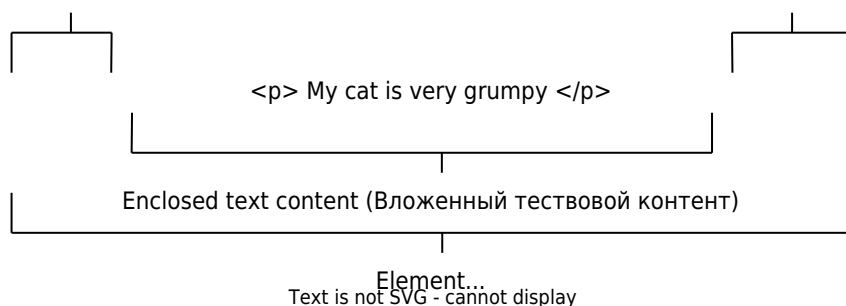 <p> My cat is very grumpy </p>
Enclosed text content (Вложенный тествовой контент)
Element...
Text is not SVG - cannot display